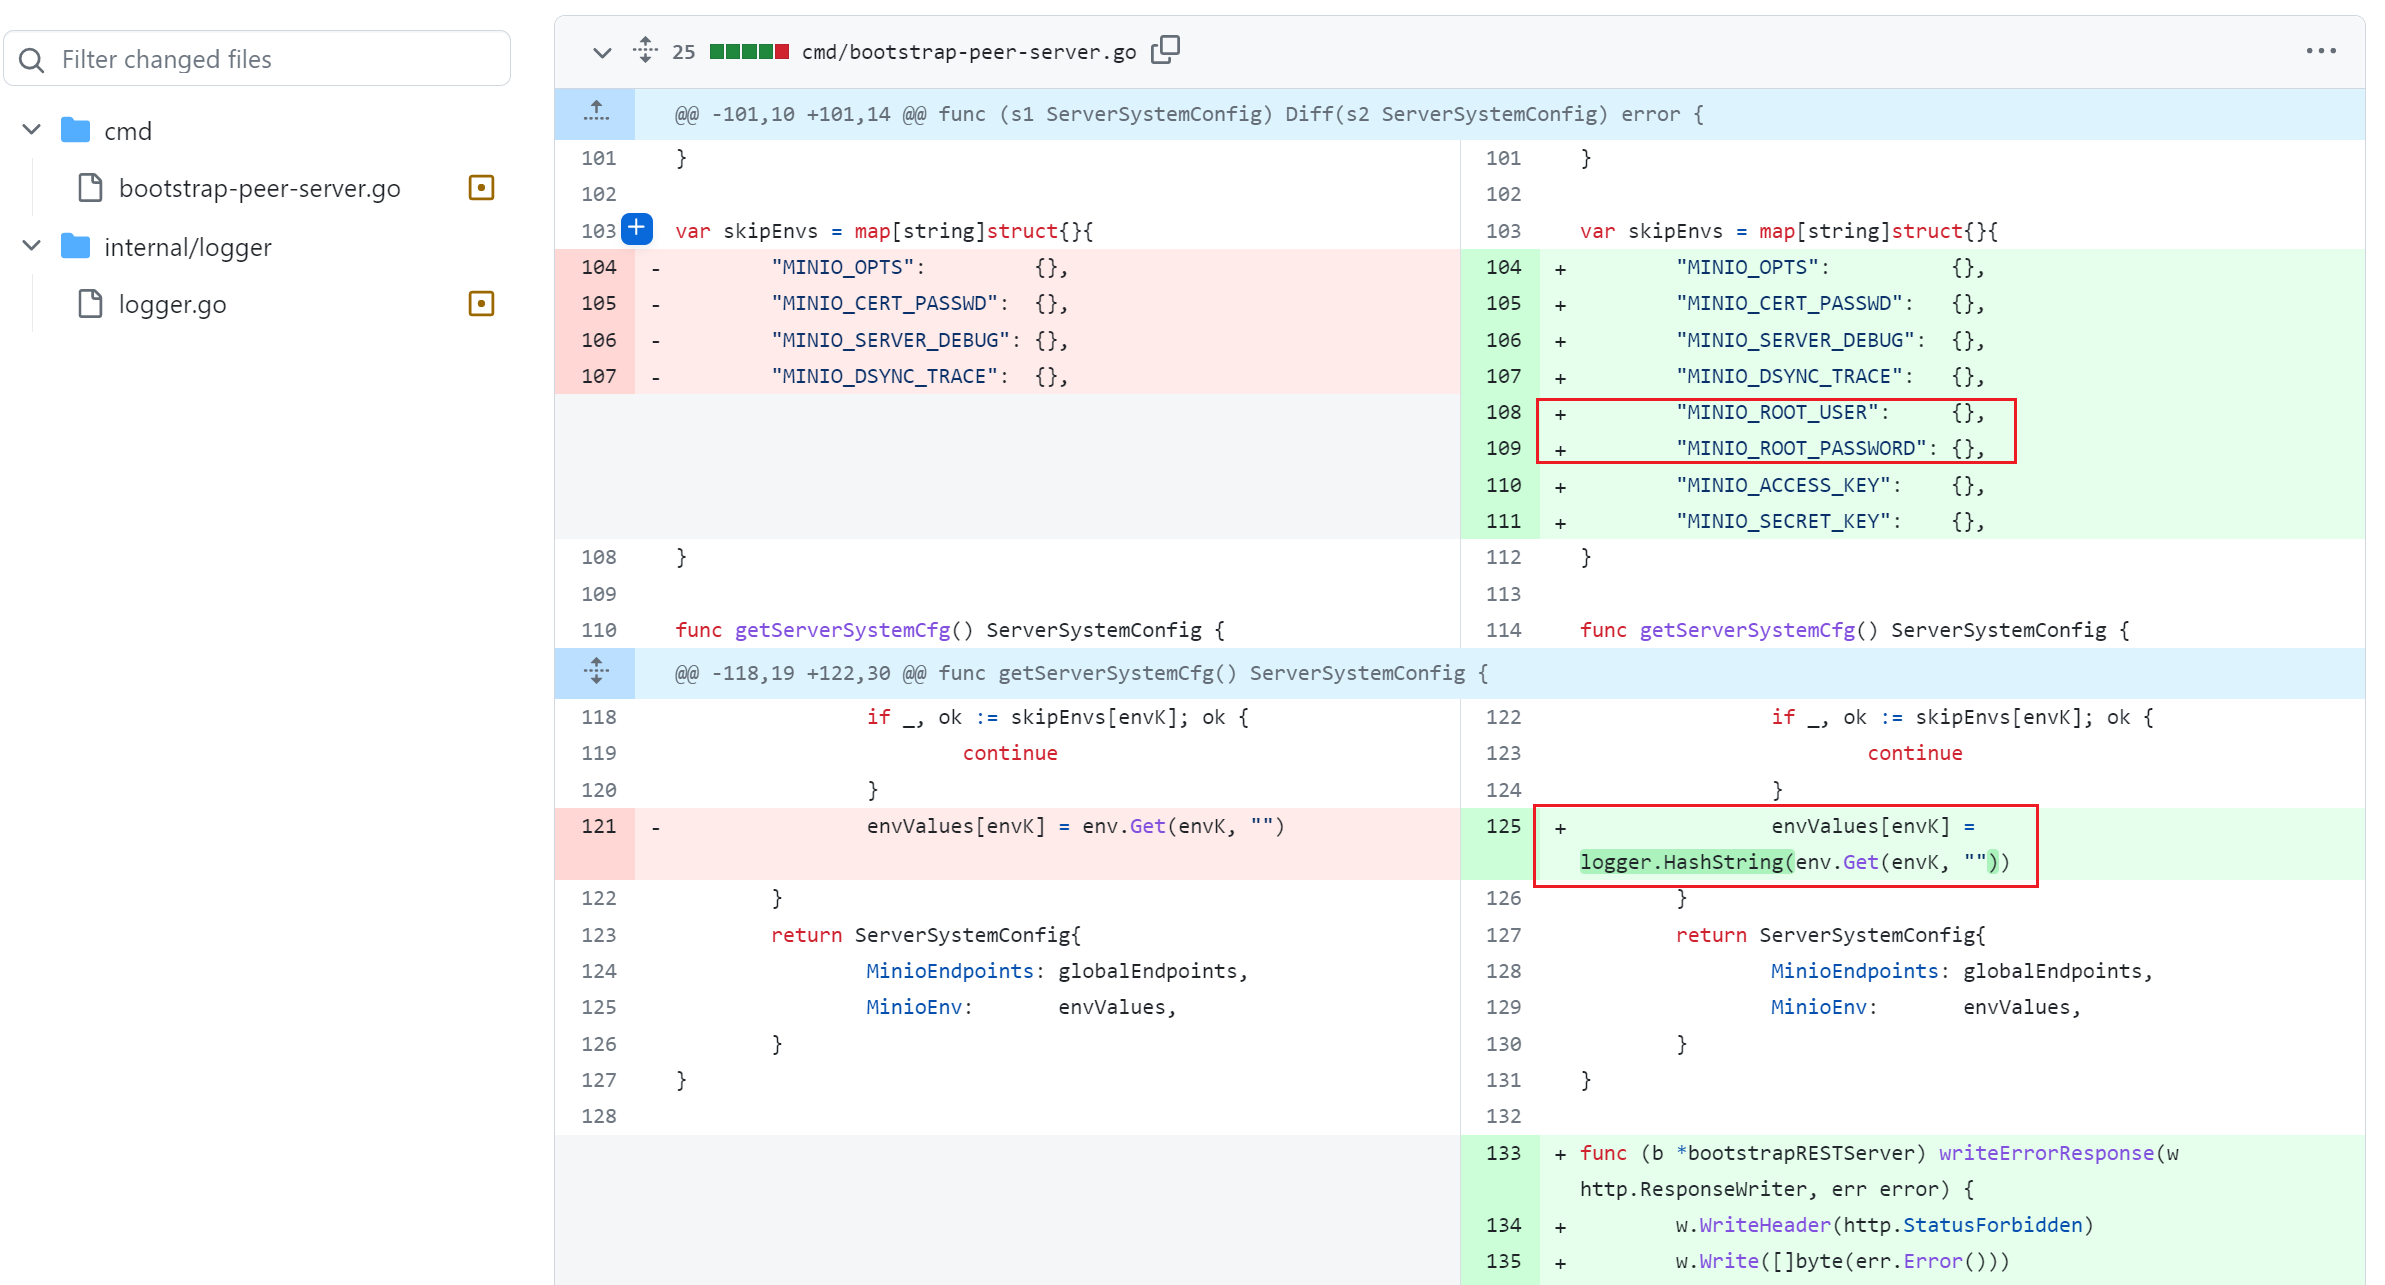 Filter changed files
cmd
bootstrap-peer-server.go
internal/logger
logger.go
25 cmd/bootstrap-peer-server.go
@@ -101,10 +101,14 @@ func (s1 ServerSystemConfig) Diff(s2 ServerSystemConfig) error {
101 }
102
103 var skipEnvs = map[string]struct{}{
104 - "MINIO_OPTS": {},
105 - "MINIO_CERT_PASSWD": {},
106 - "MINIO_SERVER_DEBUG": {},
107 - "MINIO_DSYNC_TRACE": {},
108 }
109
110 func getServerSystemCfg() ServerSystemConfig {
101 }
102
103 var skipEnvs = map[string]struct{}{
104 + "MINIO_OPTS": {},
105 + "MINIO_CERT_PASSWD": {},
106 + "MINIO_SERVER_DEBUG": {},
107 + "MINIO_DSYNC_TRACE": {},
108 + "MINIO_ROOT_USER": {},
109 + "MINIO_ROOT_PASSWORD": {},
110 + "MINIO_ACCESS_KEY": {},
111 + "MINIO_SECRET_KEY": {},
112 }
113
114 func getServerSystemCfg() ServerSystemConfig {
@@ -118,19 +122,30 @@ func getServerSystemCfg() ServerSystemConfig {
118 if _, ok := skipEnvs[envK]; ok {
119 continue
120 }
121 - envValues[envK] = env.Get(envK, "")
122 }
123 return ServerSystemConfig{
124 MinioEndpoints: globalEndpoints,
125 MinioEnv: envValues,
126 }
127 }
128
122 if _, ok := skipEnvs[envK]; ok {
123 continue
124 }
125 + envValues[envK] =
logger.HashString(env.Get(envK, ""))
126 }
127 return ServerSystemConfig{
128 MinioEndpoints: globalEndpoints,
129 MinioEnv: envValues,
130 }
131 }
132
133 + func (b *bootstrapRESTServer) writeErrorResponse(w
http.ResponseWriter, err error) {
134 + w.WriteHeader(http.StatusForbidden)
135 + w.Write([]byte(err.Error()))